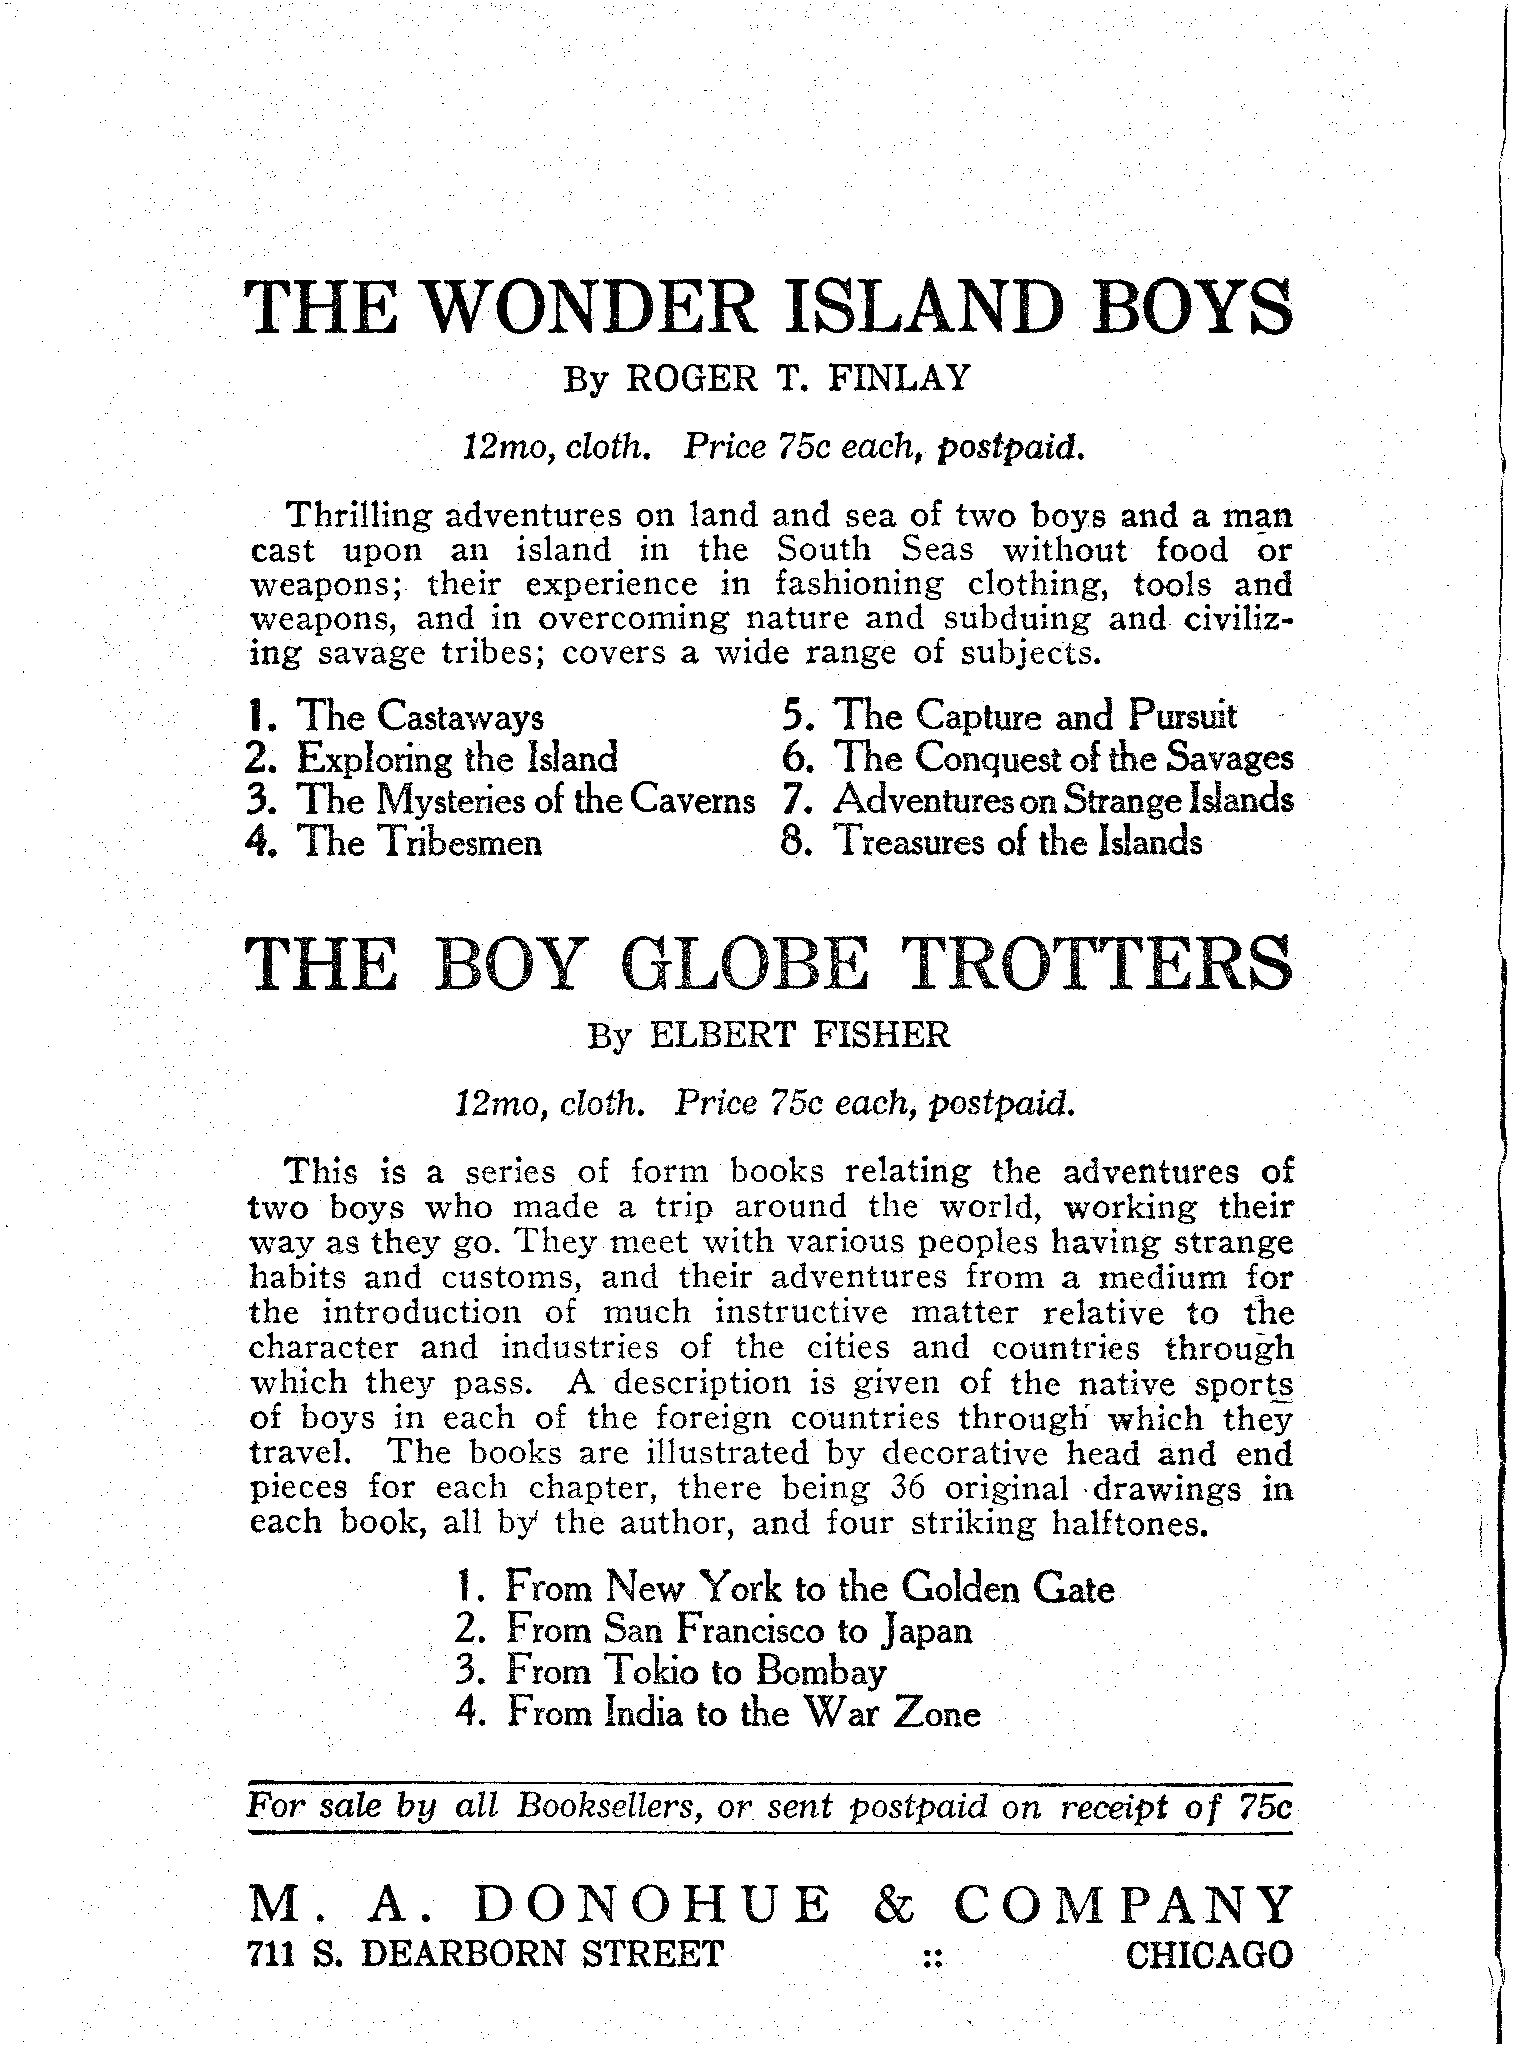 THE WONDER ISLAND BOYS
By ROGER T. FINLAY
12mo, cloth. Price 75c each, postpaid.
Thrilling adventures on land and sea of two boys and a man
cast upon an island in the South Seas without food or
weapons; their experience in fashioning clothing, tools and
weapons, and in overcoming nature and subduing and civiliz-
ing savage tribes; covers a wide range of subjects.
1. The Castaways
2. Exploring the Island
3. The Mysteries of the Caverns
4. The Tribesmen
5. The Capture and Pursuit
6. The Conquest of the Savages
7. Adventures on Strange Islands
8. Treasures of the Islands
THE BOY GLOBE TROTTERS
By ELBERT FISHER
12mo, cloth. Price 75c each, postpaid.
This is a series of form books relating the adventures of
two boys who made a trip around the world, working their
way as they go. They meet with various peoples having strange
habits and customs, and their adventures from a medium for
the introduction of much instructive matter relative to the
character and industries of the cities and countries through
which they pass. A description is given of the native sports
of boys in each of the foreign countries through which they
travel. The books are illustrated by decorative head and end
pieces for each chapter, there being 36 original drawings in
each book, all by the author, and four striking halftones.
1. From New York to the Golden Gate
2. From San Francisco to Japan
3. From Tokio to Bombay
4. From India to the War Zone
For sale by all Booksellers, or sent postpaid on receipt of 75c
M. A. DONOHUE & COMPANY
711 S. DEARBORN STREET :: CHICAGO